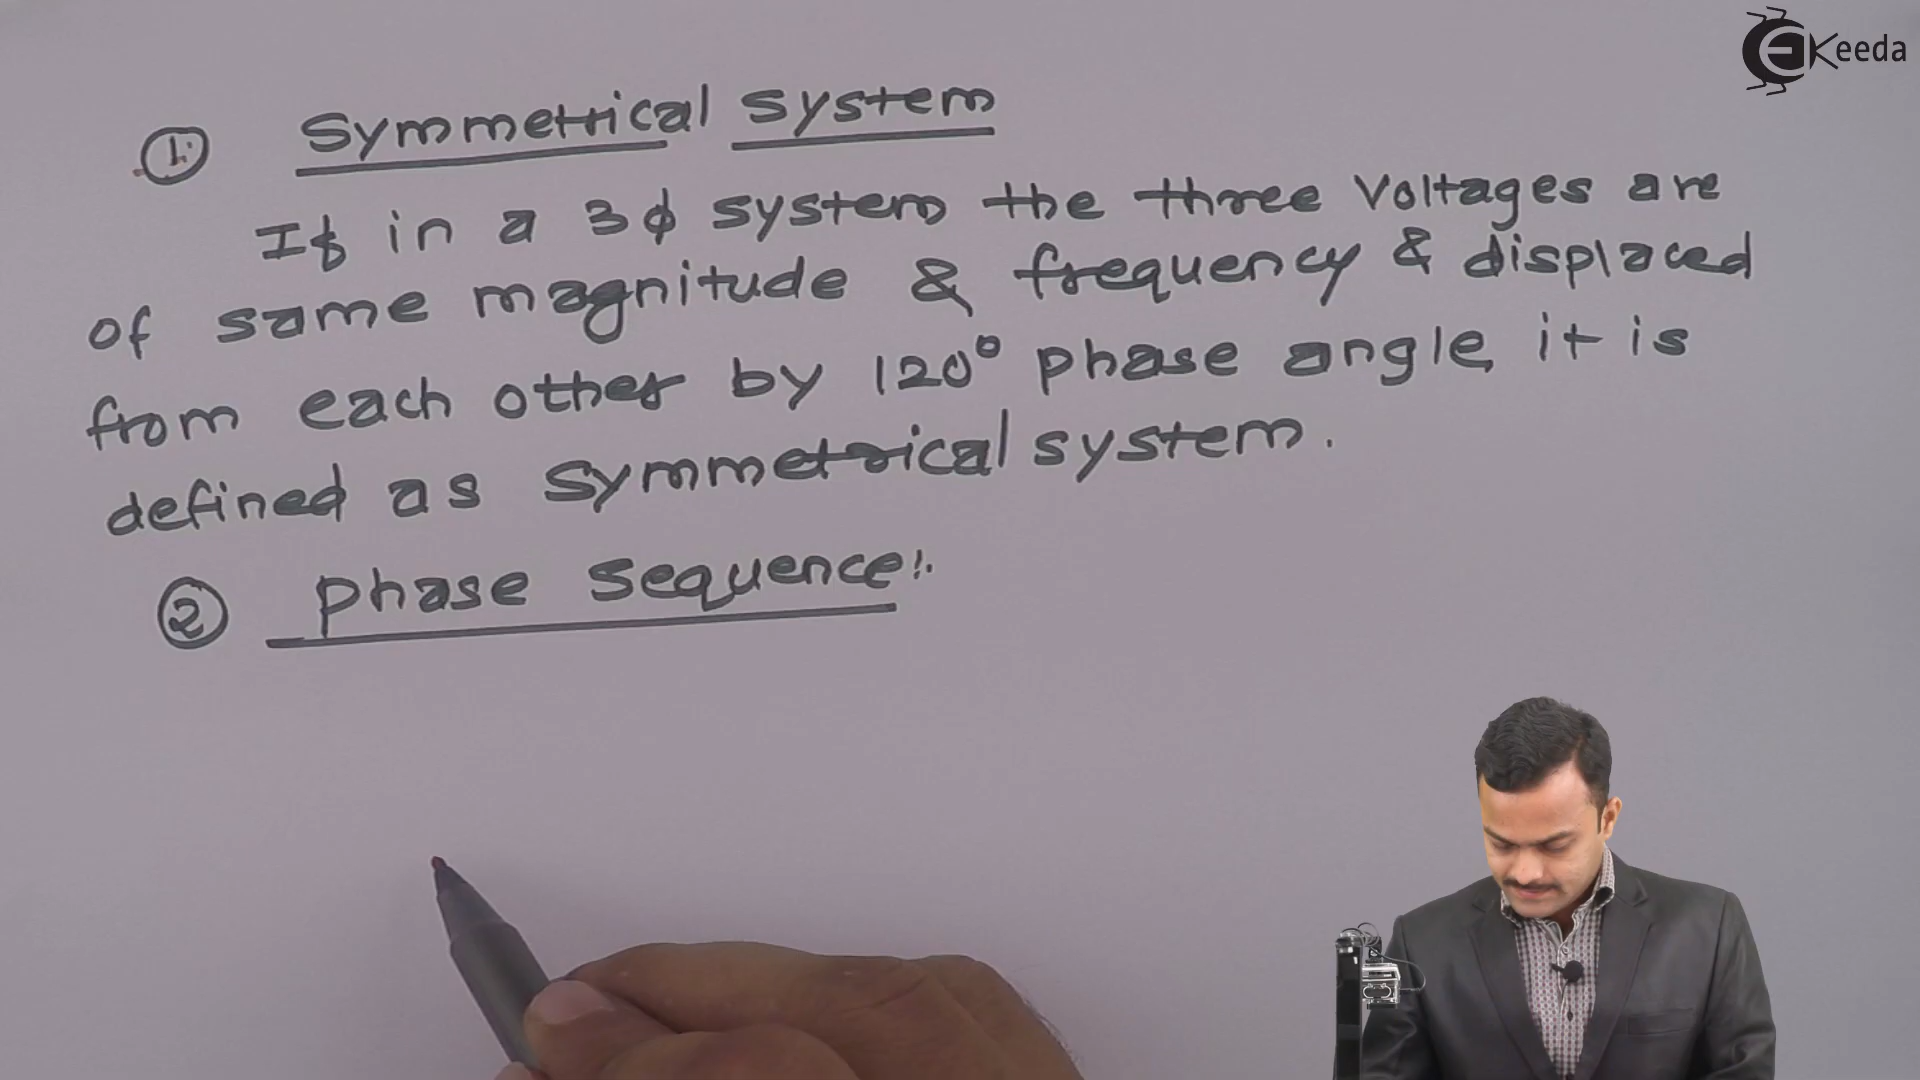 EKeeda
① Symmetrical System
If in a 3ϕ system the three Voltages are
of same magnitude & frequency & displaced
from each other by 120° phase angle, it is
defined as symmetrical system.
② Phase Sequence:.